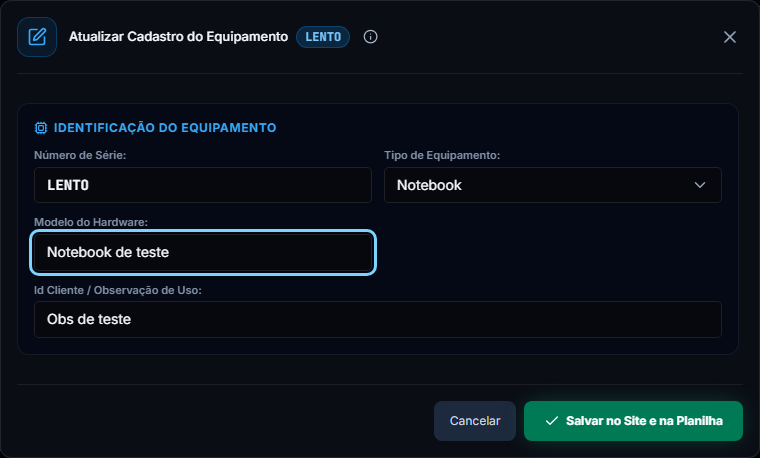 Atualizar Cadastro do Equipamento LENTO
IDENTIFICAÇÃO DO EQUIPAMENTO
Número de Série:
LENTO
Tipo de Equipamento:
Notebook
Modelo do Hardware:
Notebook de teste
Id Cliente / Observação de Uso:
Obs de teste
Cancelar
Salvar no Site e na Planilha